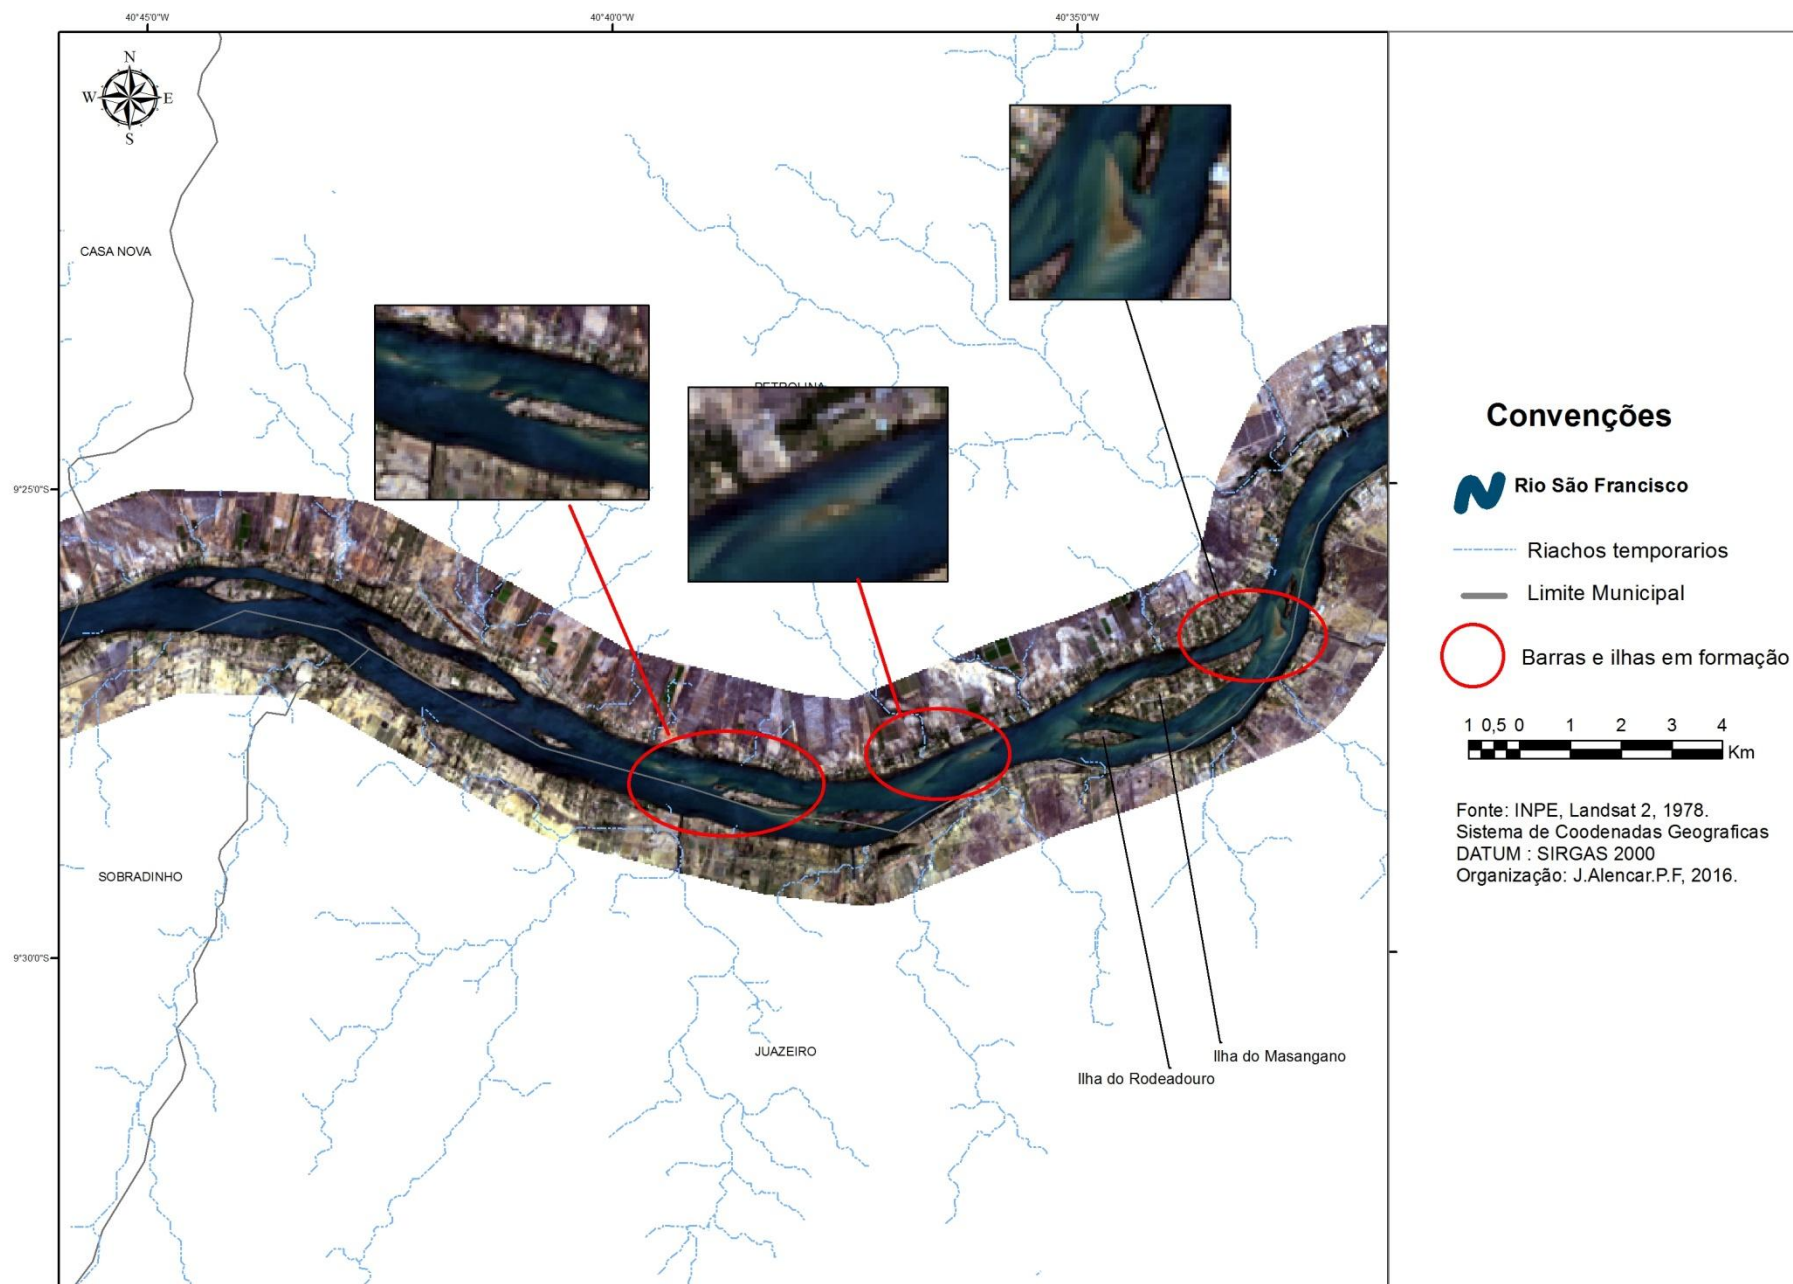 40°45'0"W
40°40'0"W
40°35'0"W
N
W E
S
CASA NOVA
PETROLINA
9°25'0"S
9°30'0"S
SOBRADINHO
JUAZEIRO
Ilha do Masangano
Ilha do Rodeadouro
Convenções
Rio São Francisco
Riachos temporarios
Limite Municipal
Barras e ilhas em formação
1 0,5 0 1 2 3 4
Km
Fonte: INPE, Landsat 2, 1978.
Sistema de Coodenadas Geograficas
DATUM : SIRGAS 2000
Organização: J.Alencar.P.F, 2016.